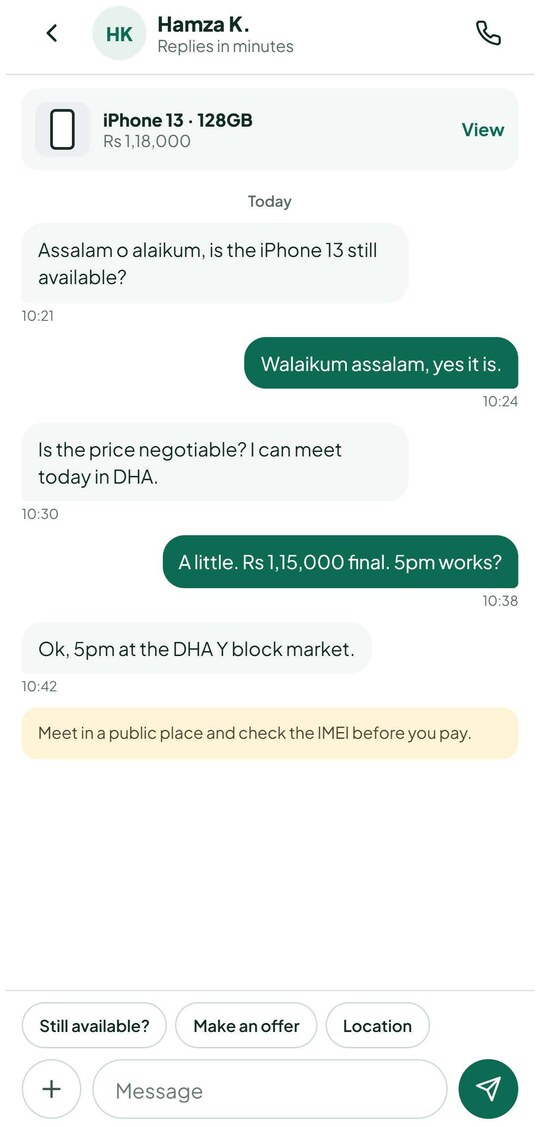 HK
Hamza K.
Replies in minutes
iPhone 13 · 128GB
Rs 1,18,000
View
Today
Assalam o alaikum, is the iPhone 13 still
available?
10:21
Walaikum assalam, yes it is.
10:24
Is the price negotiable? I can meet
today in DHA.
10:30
A little. Rs 1,15,000 final. 5pm works?
10:38
Ok, 5pm at the DHA Y block market.
10:42
Meet in a public place and check the IMEI before you pay.
Still available?
Make an offer
Location
Message